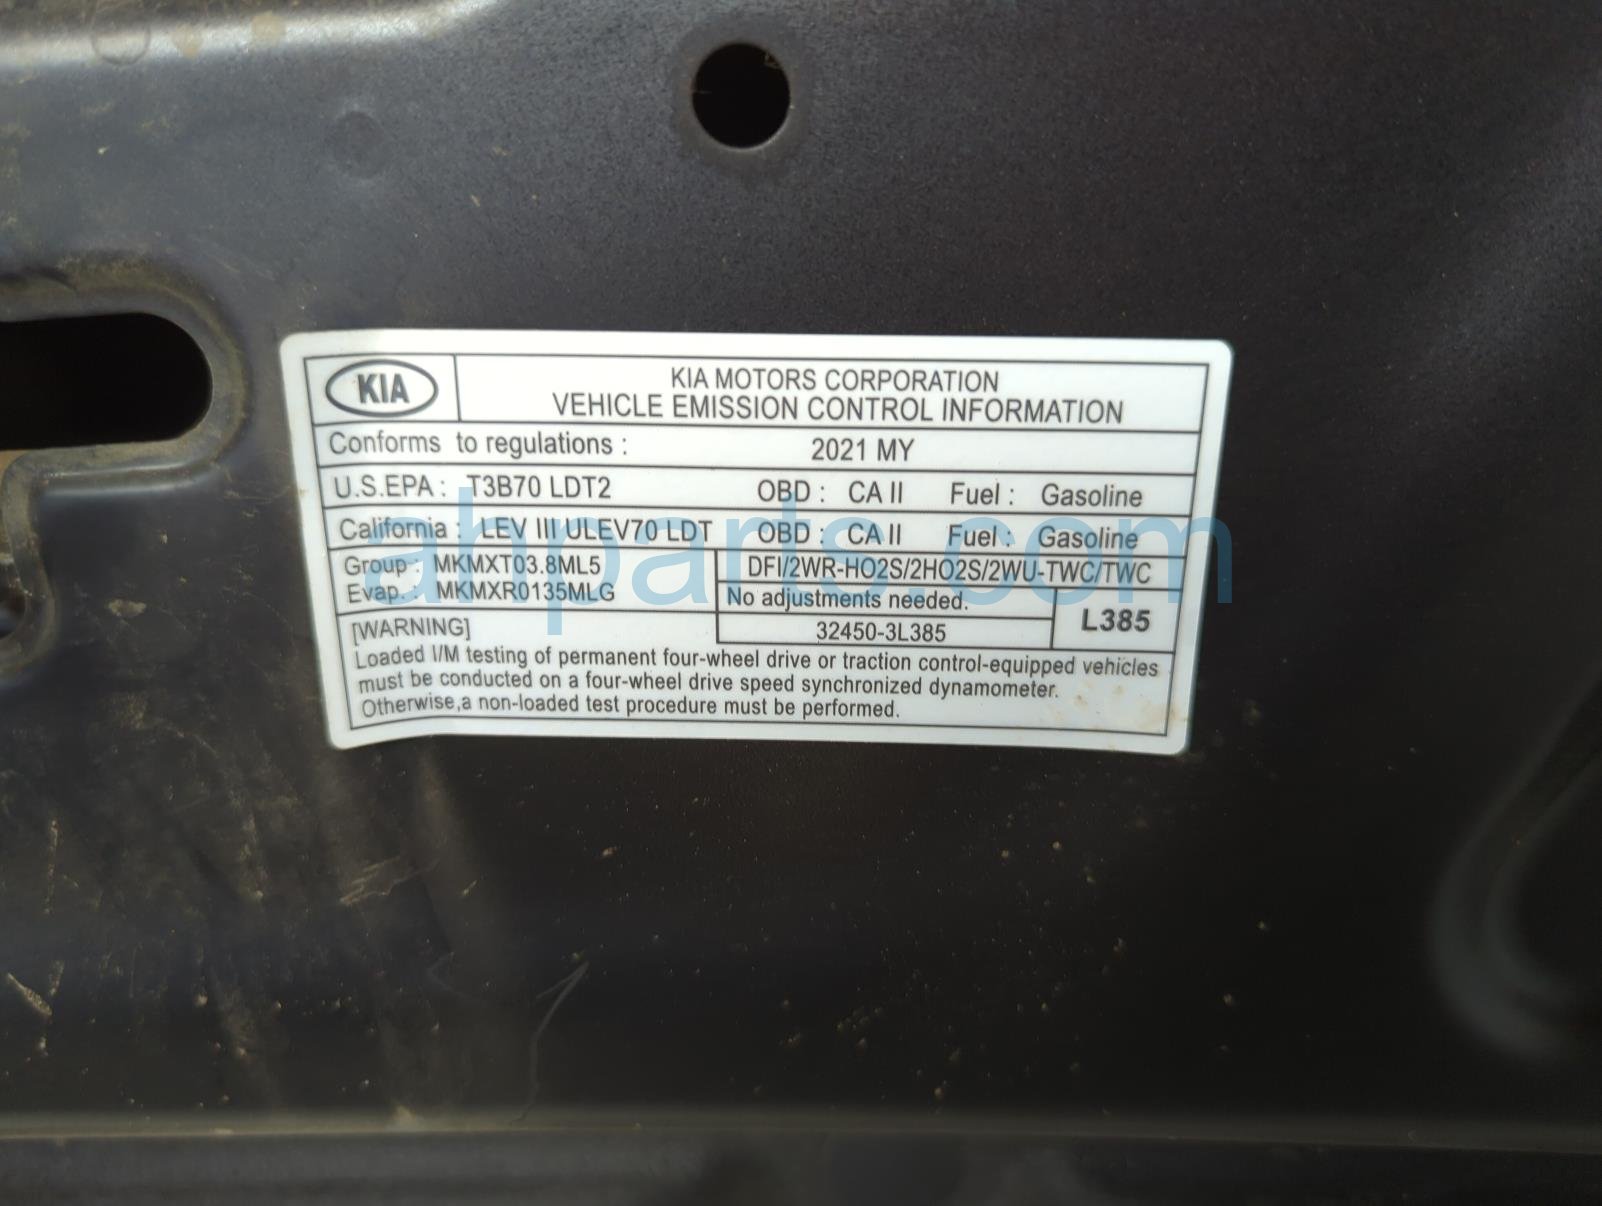 KIA
KIA MOTORS CORPORATION
VEHICLE EMISSION CONTROL INFORMATION
Conforms to regulations : 2021 MY
U.S.EPA : T3B70 LDT2 OBD : CA II Fuel : Gasoline
California : LEV III ULEV70 LDT OBD : CA II Fuel : Gasoline
Group : MKMXT03.8ML5
Evap. : MKMXR0135MLG
DFI/2WR-HO2S/2HO2S/2WU-TWC/TWC
No adjustments needed.
32450-3L385
L385
[WARNING]
Loaded I/M testing of permanent four-wheel drive or traction control-equipped vehicles
must be conducted on a four-wheel drive speed synchronized dynamometer.
Otherwise,a non-loaded test procedure must be performed.
ahparts.com